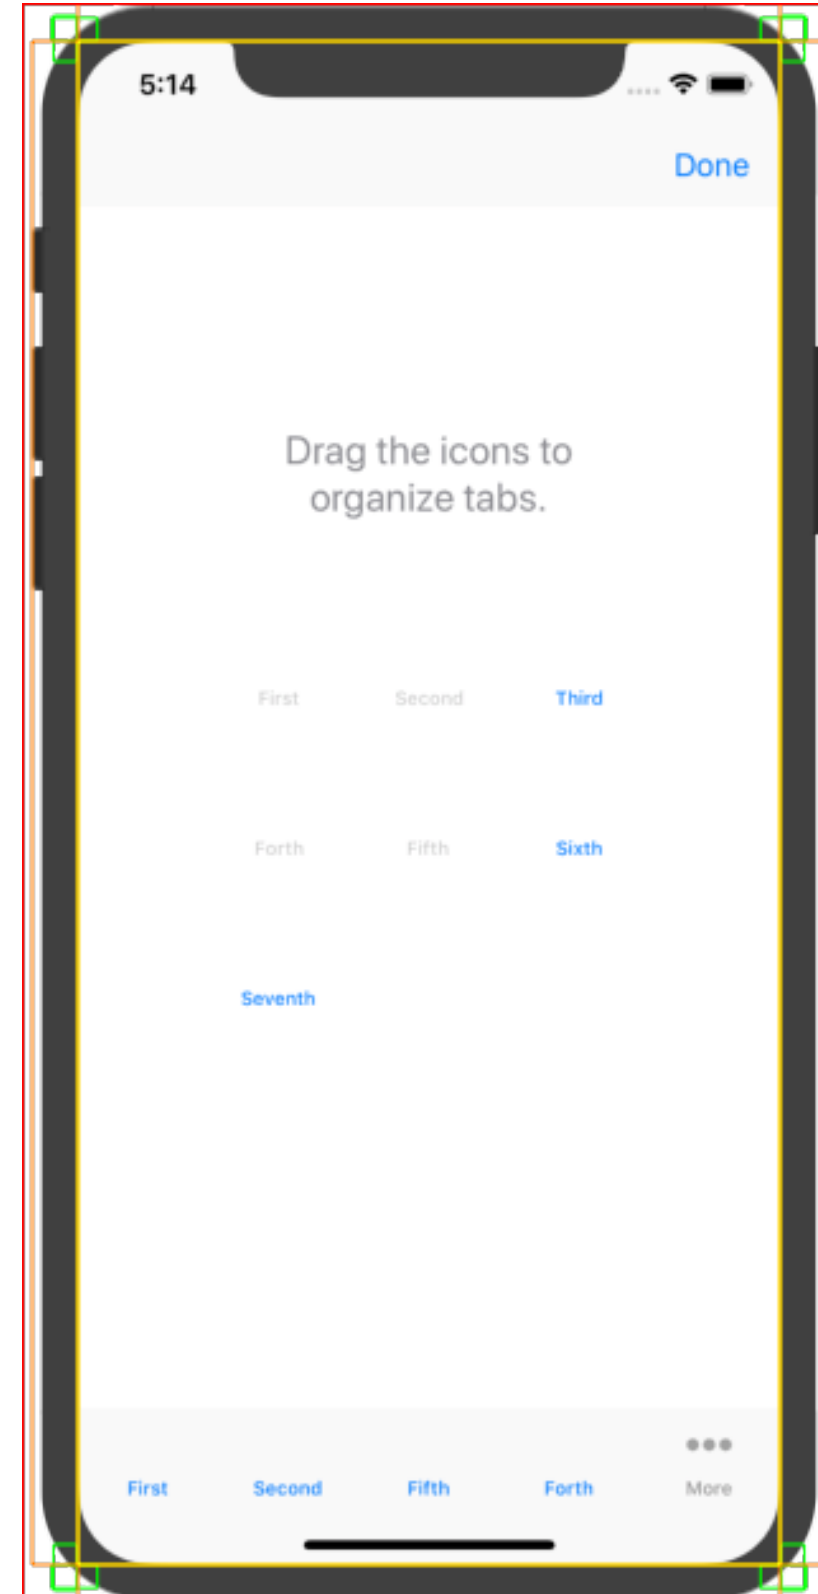 5:14
Done
Drag the icons to
organize tabs.
First Second Third
Forth Fifth Sixth
Seventh
First Second Fifth Forth More